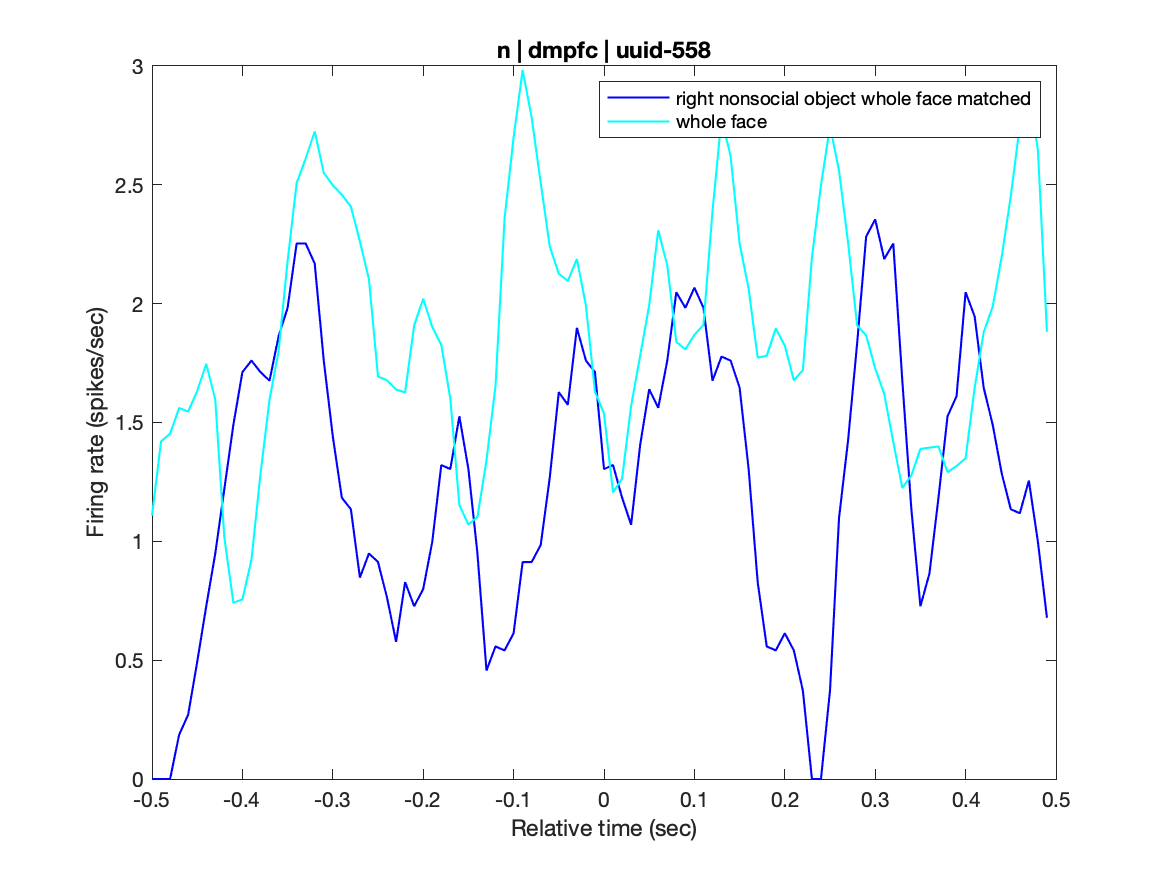 n | dmpfc | uuid-558
right nonsocial object whole face matched
whole face
3
2.5
2
1.5
1
0.5
0
Firing rate (spikes/sec)
-0.5 -0.4 -0.3 -0.2 -0.1 0 0.1 0.2 0.3 0.4 0.5
Relative time (sec)